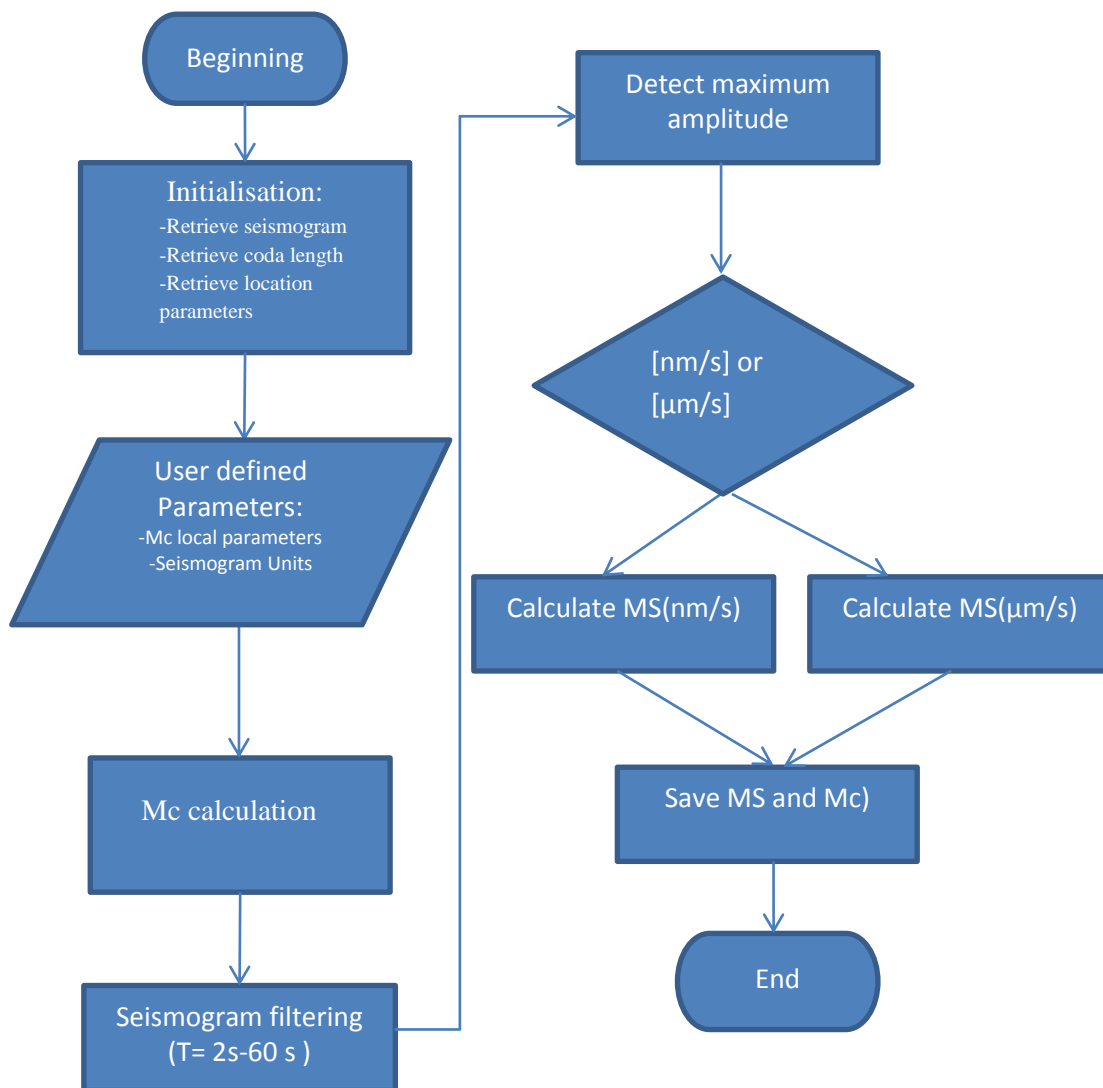 Beginning
Initialisation:
-Retrieve seismogram
-Retrieve coda length
-Retrieve location
parameters
User defined
Parameters:
-Mc local parameters
-Seismogram Units
Mc calculation
Seismogram filtering
(T= 2s-60 s )
Detect maximum
amplitude
[nm/s] or
[µm/s]
Calculate MS(nm/s)
Calculate MS(µm/s)
Save MS and Mc)
End